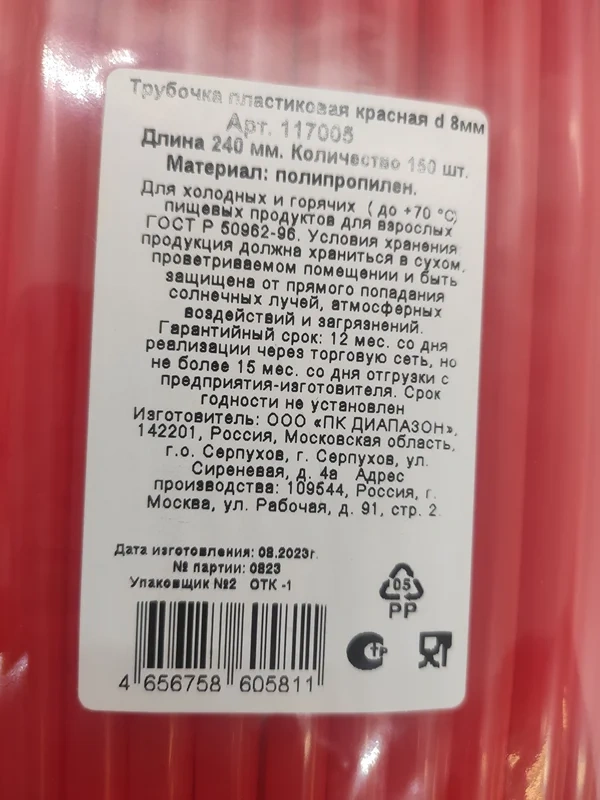 Трубочка пластиковая красная d 8мм
Арт. 117005
Длина 240 мм. Количество 150 шт.
Материал: полипропилен.
Для холодных и горячих ( до +70 °C)
пищевых продуктов для взрослых
ГОСТ Р 50962-96. Условия хранения
продукция должна храниться в сухом,
проветриваемом помещении и быть
защищена от прямого попадания
солнечных лучей, атмосферных
воздействий и загрязнений.
Гарантийный срок: 12 мес. со дня
реализации через торговую сеть, но
не более 15 мес. со дня отгрузки с
предприятия-изготовителя. Срок
годности не установлен
Изготовитель: ООО «ПК ДИАПАЗОН»,
142201, Россия, Московская область,
г.о. Серпухов, г. Серпухов, ул.
Сиреневая, д. 4а Адрес
производства: 109544, Россия, г.
Москва, ул. Рабочая, д. 91, стр. 2
Дата изготовления: 08.2023г.
№ партии: 0823
Упаковщик №2 ОТК -1
05
PP
Стр
4 656758 605811